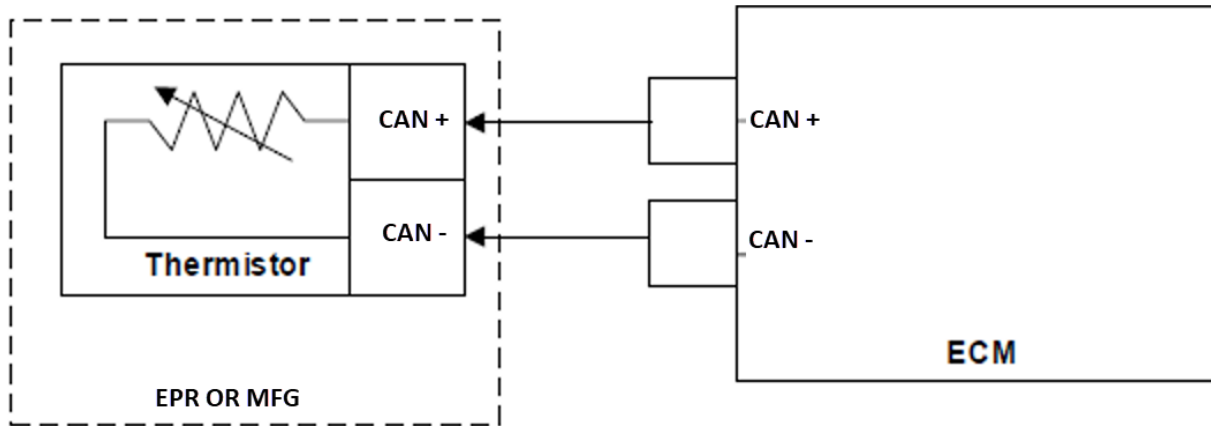 CAN +
CAN -
Thermistor
EPR OR MFG
CAN +
CAN -
ECM